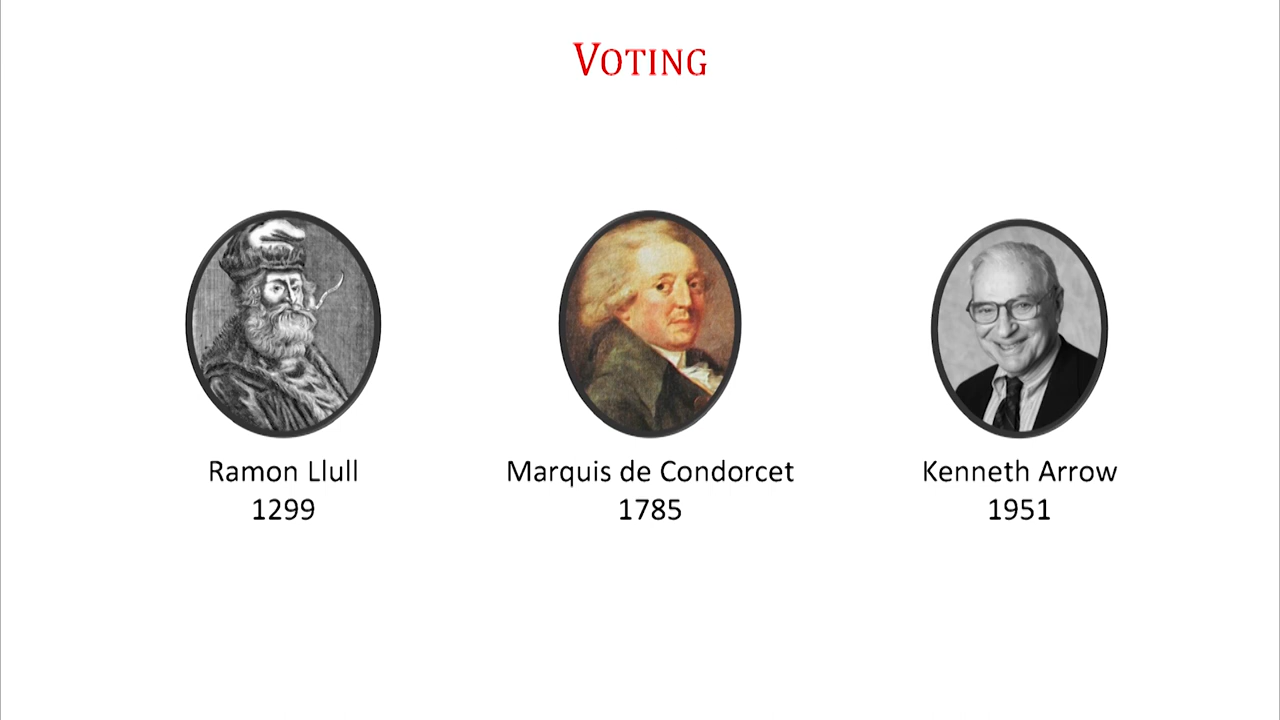 VOTING
Ramon Llull
1299
Marquis de Condorcet
1785
Kenneth Arrow
1951